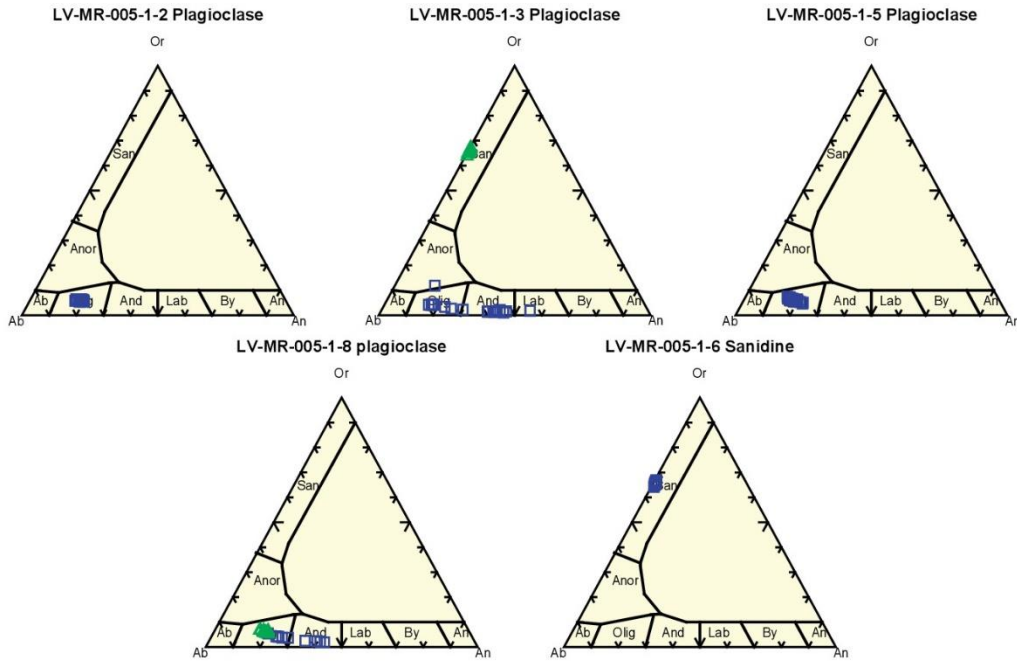 LV-MR-005-1-2 Plagioclase
Or
San
Anor
Ab Olig And Lab By An
Ab An
LV-MR-005-1-3 Plagioclase
Or
San
Anor
Ab Olig And Lab By An
Ab An
LV-MR-005-1-5 Plagioclase
Or
San
Anor
Ab And Lab By An
Ab An
LV-MR-005-1-8 plagioclase
Or
San
Anor
Ab And Lab By An
Ab An
LV-MR-005-1-6 Sanidine
Or
San
Anor
Ab Olig And Lab By An
Ab An